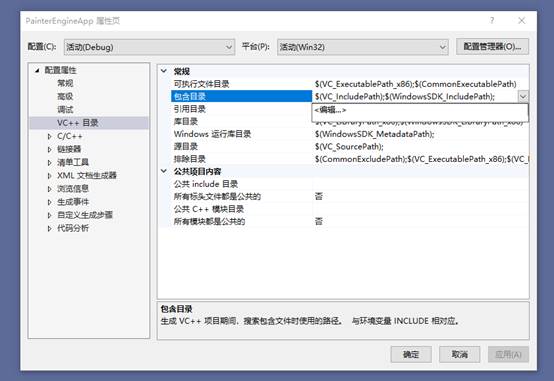 PainterEngineApp 属性页
配置(C): 活动(Debug) 平台(P): 活动(Win32) 配置管理器(O)...
配置属性
常规
高级
调试
VC++ 目录
C/C++
链接器
清单工具
XML 文档生成器
浏览信息
生成事件
自定义生成步骤
代码分析
常规
可执行文件目录 $(VC_ExecutablePath_x86);$(CommonExecutablePath)
包含目录 $(VC_IncludePath);$(WindowsSDK_IncludePath);
引用目录 <编辑...>
库目录
Windows 运行库目录 $(WindowsSDK_MetadataPath);
源目录 $(VC_SourcePath);
排除目录 $(CommonExcludePath);$(VC_ExecutablePath_x86);$(VC_I
公共项目内容
公共 include 目录
所有标头文件都是公共的 否
公共 C++ 模块目录
所有模块都是公共的 否
包含目录
生成 VC++ 项目期间、搜索包含文件时使用的路径。 与环境变量 INCLUDE 相对应。
确定 取消 应用(A)